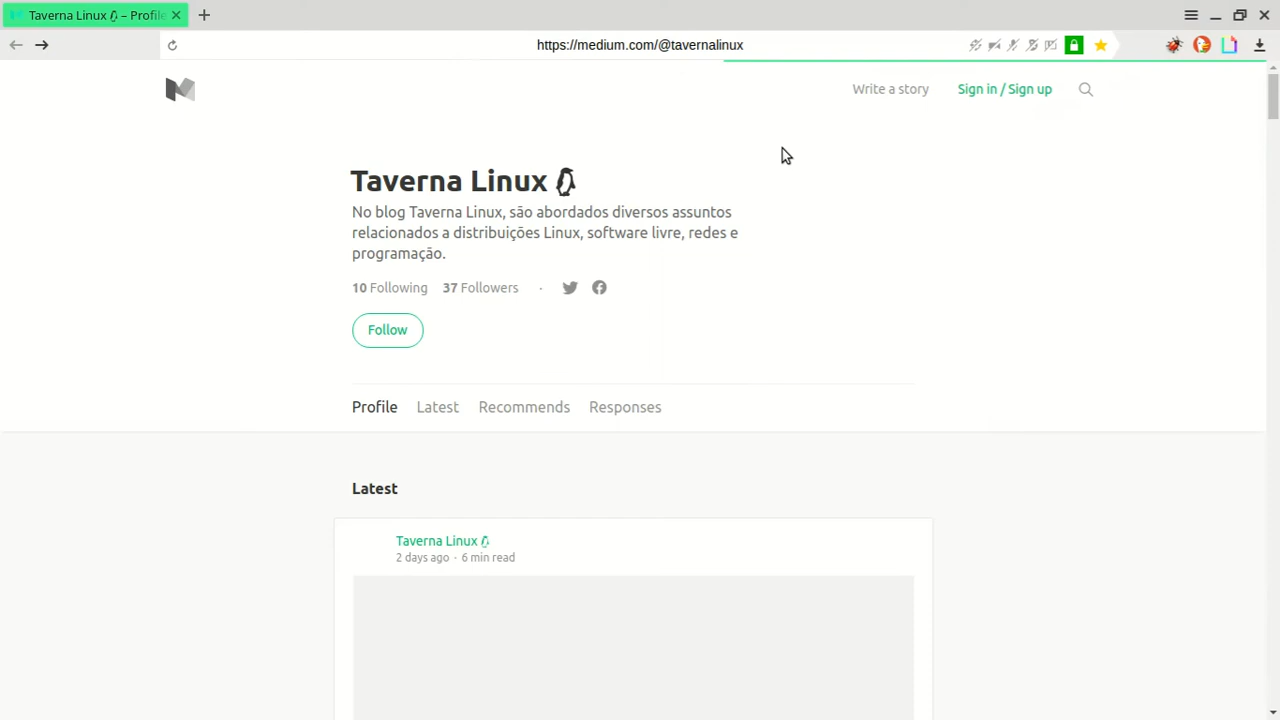 Taverna Linux 🐧 – Profile
https://medium.com/@tavernalinux
Write a story
Sign in / Sign up
Taverna Linux 🐧
No blog Taverna Linux, são abordados diversos assuntos
relacionados a distribuições Linux, software livre, redes e
programação.
10 Following 37 Followers ·
Follow
Profile Latest Recommends Responses
Latest
Taverna Linux 🐧
2 days ago · 6 min read